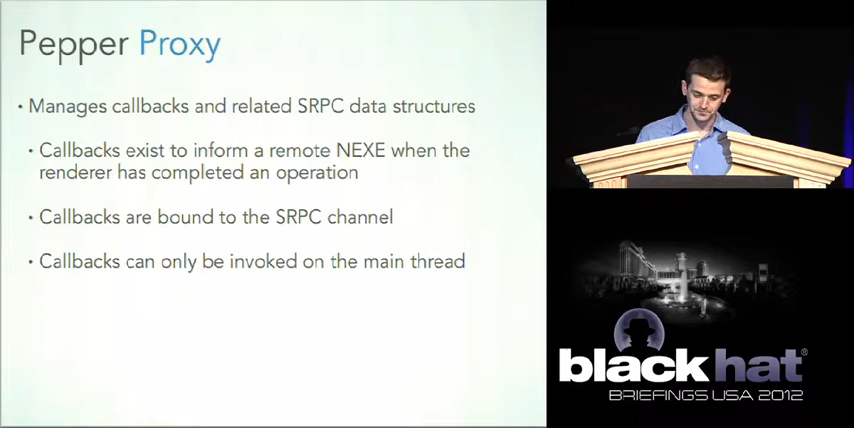 Pepper Proxy
• Manages callbacks and related SRPC data structures
• Callbacks exist to inform a remote NEXE when the
renderer has completed an operation
• Callbacks are bound to the SRPC channel
• Callbacks can only be invoked on the main thread
black hat®
BRIEFINGS USA 2012